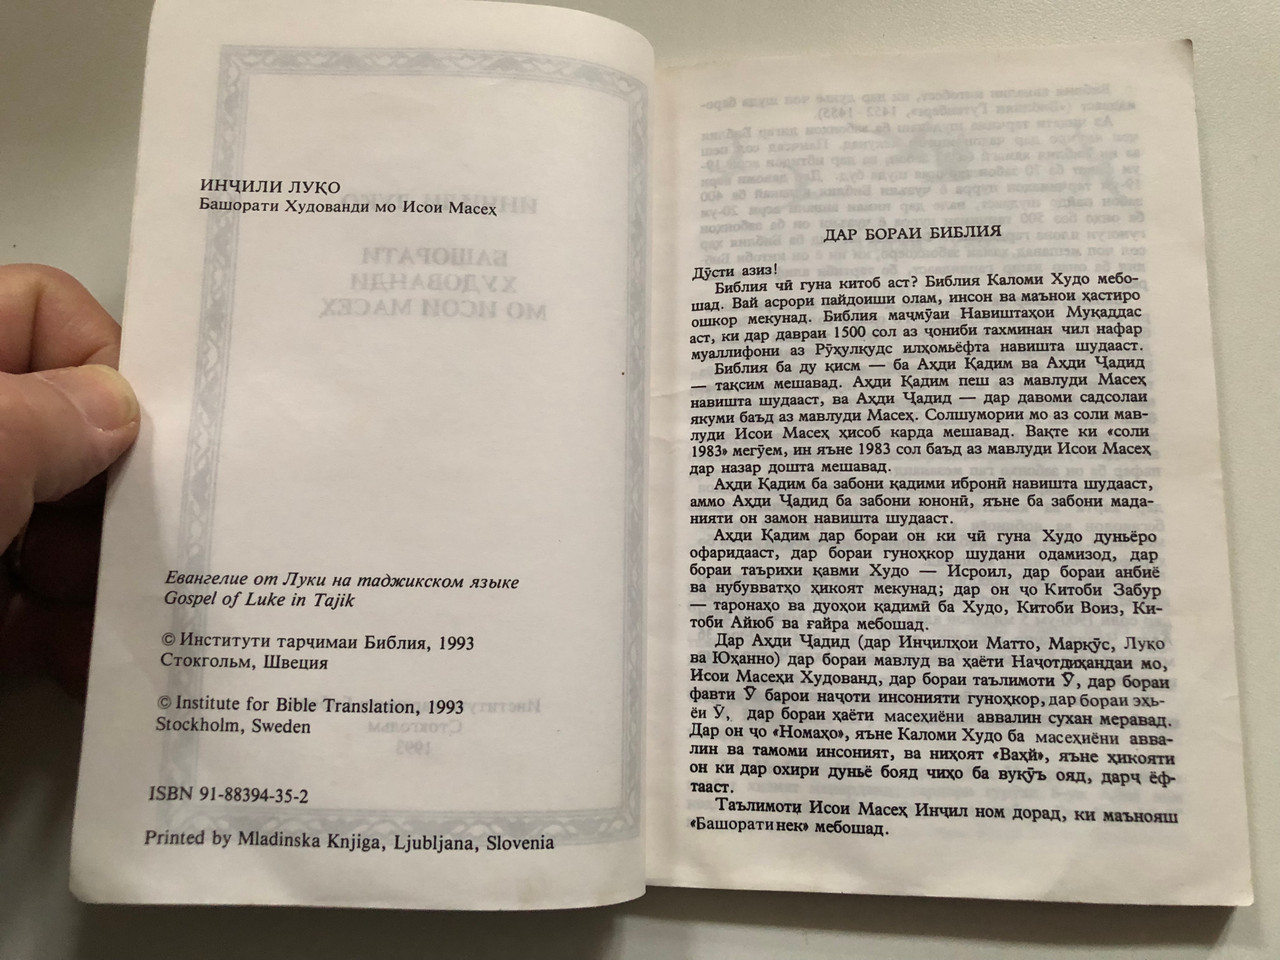 ИНҶИЛИ ЛУҚО
Башорати Худованди мо Исои Масеҳ
Евангелие от Луки на таджикском языке
Gospel of Luke in Tajik
© Институти тарҷимаи Библия, 1993
Стокгольм, Швеция
© Institute for Bible Translation, 1993
Stockholm, Sweden
ISBN 91-88394-35-2
Printed by Mladinska Knjiga, Ljubljana, Slovenia
ДАР БОРАИ БИБЛИЯ
Дӯсти азиз!
Библия чӣ гуна китоб аст? Библия Каломи Худо мебо-
шад. Вай асрори пайдоиши олам, инсон ва маънои ҳастиро
ошкор мекунад. Библия маҷмӯаи Навиштаҳои Муқаддас
аст, ки дар давраи 1500 сол аз ҷониби тахминан чил нафар
муаллифони аз Рӯҳулқудс илҳомьёфта навишта шудааст.
Библия ба ду қисм — ба Аҳди Қадим ва Аҳди Ҷадид
— тақсим мешавад. Аҳди Қадим пеш аз мавлуди Масеҳ
навишта шудааст, ва Аҳди Ҷадид — дар давоми садсолаи
якуми баъд аз мавлуди Масеҳ. Солшумории мо аз соли мав-
луди Исои Масеҳ ҳисоб карда мешавад. Вақте ки «соли
1983» мегӯем, ин яъне 1983 сол баъд аз мавлуди Исои Масеҳ
дар назар дошта мешавад.
Аҳди Қадим ба забони қадими ибронӣ навишта шудааст,
аммо Аҳди Ҷадид ба забони юнонӣ, яъне ба забони мада-
нияти он замон навишта шудааст.
Аҳди Қадим дар бораи он ки чӣ гуна Худо дуньёро
офаридааст, дар бораи гуноҳкор шудани одамизод, дар
бораи таърихи қавми Худо — Исроил, дар бораи анбиё
ва нубувватҳо ҳикоят мекунад; дар он ҷо Китоби Забур
— таронаҳо ва дуоҳои қадимӣ ба Худо, Китоби Воиз, Ки-
тоби Айюб ва ғайра мебошад.
Дар Аҳди Ҷадид (дар Инҷилҳои Матто, Марқӯс, Луқо
ва Юҳанно) дар бораи мавлуд ва ҳаёти Наҷотдиҳандаи мо,
Исои Масеҳи Худованд, дар бораи таълимоти Ӯ, дар бораи
фавти Ӯ барои наҷоти инсонияти гуноҳкор, дар бораи эҳъ-
ёи Ӯ, дар бораи ҳаёти масеҳиёни аввалин сухан меравад.
Дар он ҷо «Номаҳо», яъне Каломи Худо ба масеҳиёни авва-
лин ва тамоми инсоният, ва ниҳоят «Ваҳӣ», яъне ҳикояти
он ки дар охири дуньё бояд чиҳо ба вуқӯъ ояд, дарҷ ёф-
тааст.
Таълимоти Исои Масеҳ Инҷил ном дорад, ки маънояш
«Башорати нек» мебошад.